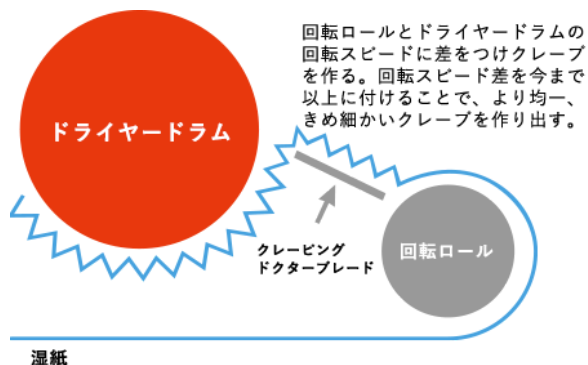 回転ロールとドライヤードラムの
回転スピードに差をつけクレープ
を作る。回転スピード差を今まで
以上に付けることで、より均一、
きめ細かいクレープを作り出す。
ドライヤードラム
クレーピング
ドクターブレード
回転ロール
湿紙